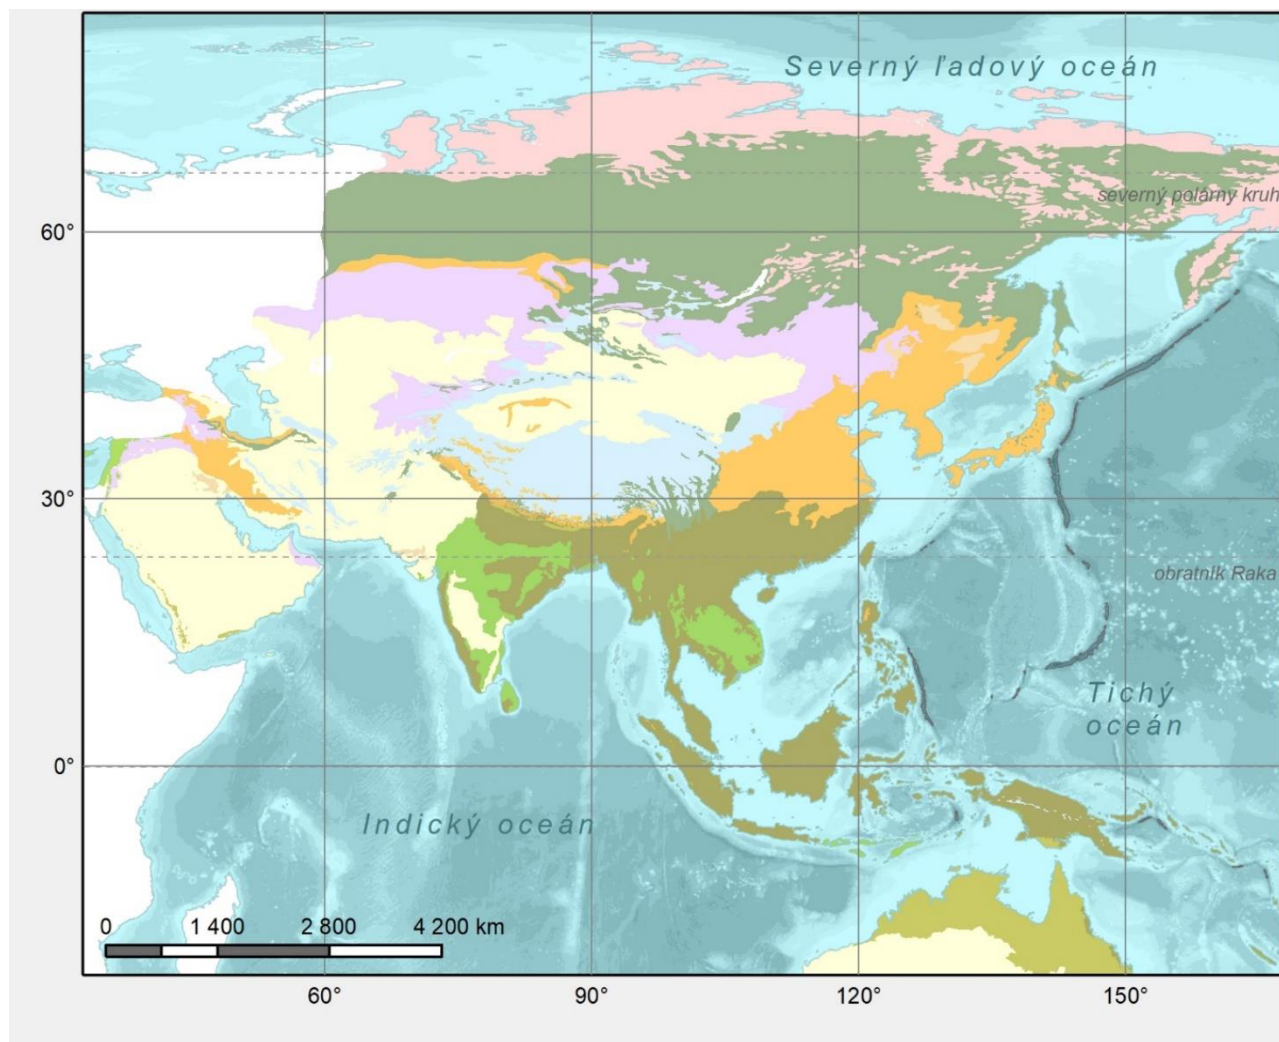 Severný ľadový oceán
severný polárny kruh
60°
30°
obratník Raka
Tichý
oceán
0°
Indický oceán
0 1 400 2 800 4 200 km
60° 90° 120° 150°